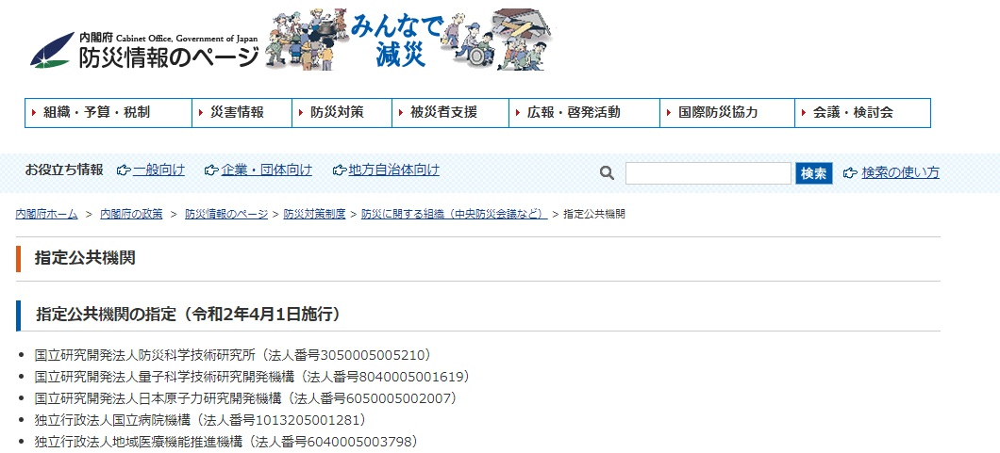 内閣府 Cabinet Office, Government of Japan
防災情報のページ
みんなで
減災
組織・予算・税制 災害情報 防災対策 被災者支援 広報・啓発活動 国際防災協力 会議・検討会
お役立ち情報 一般向け 企業・団体向け 地方自治体向け 検索 検索の使い方
内閣府ホーム > 内閣府の政策 > 防災情報のページ > 防災対策制度 > 防災に関する組織（中央防災会議など） > 指定公共機関
指定公共機関
指定公共機関の指定（令和2年4月1日施行）
• 国立研究開発法人防災科学技術研究所（法人番号3050005005210）
• 国立研究開発法人量子科学技術研究開発機構（法人番号8040005001619）
• 国立研究開発法人日本原子力研究開発機構（法人番号6050005002007）
• 独立行政法人国立病院機構（法人番号1013205001281）
• 独立行政法人地域医療機能推進機構（法人番号6040005003798）